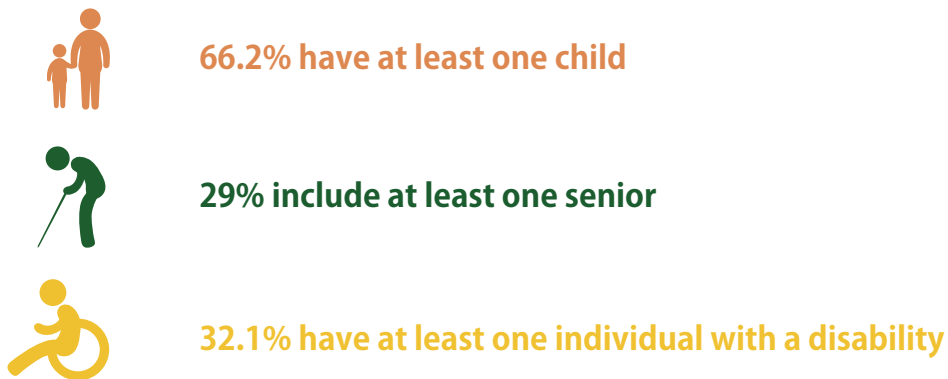 66.2% have at least one child
29% include at least one senior
32.1% have at least one individual with a disability